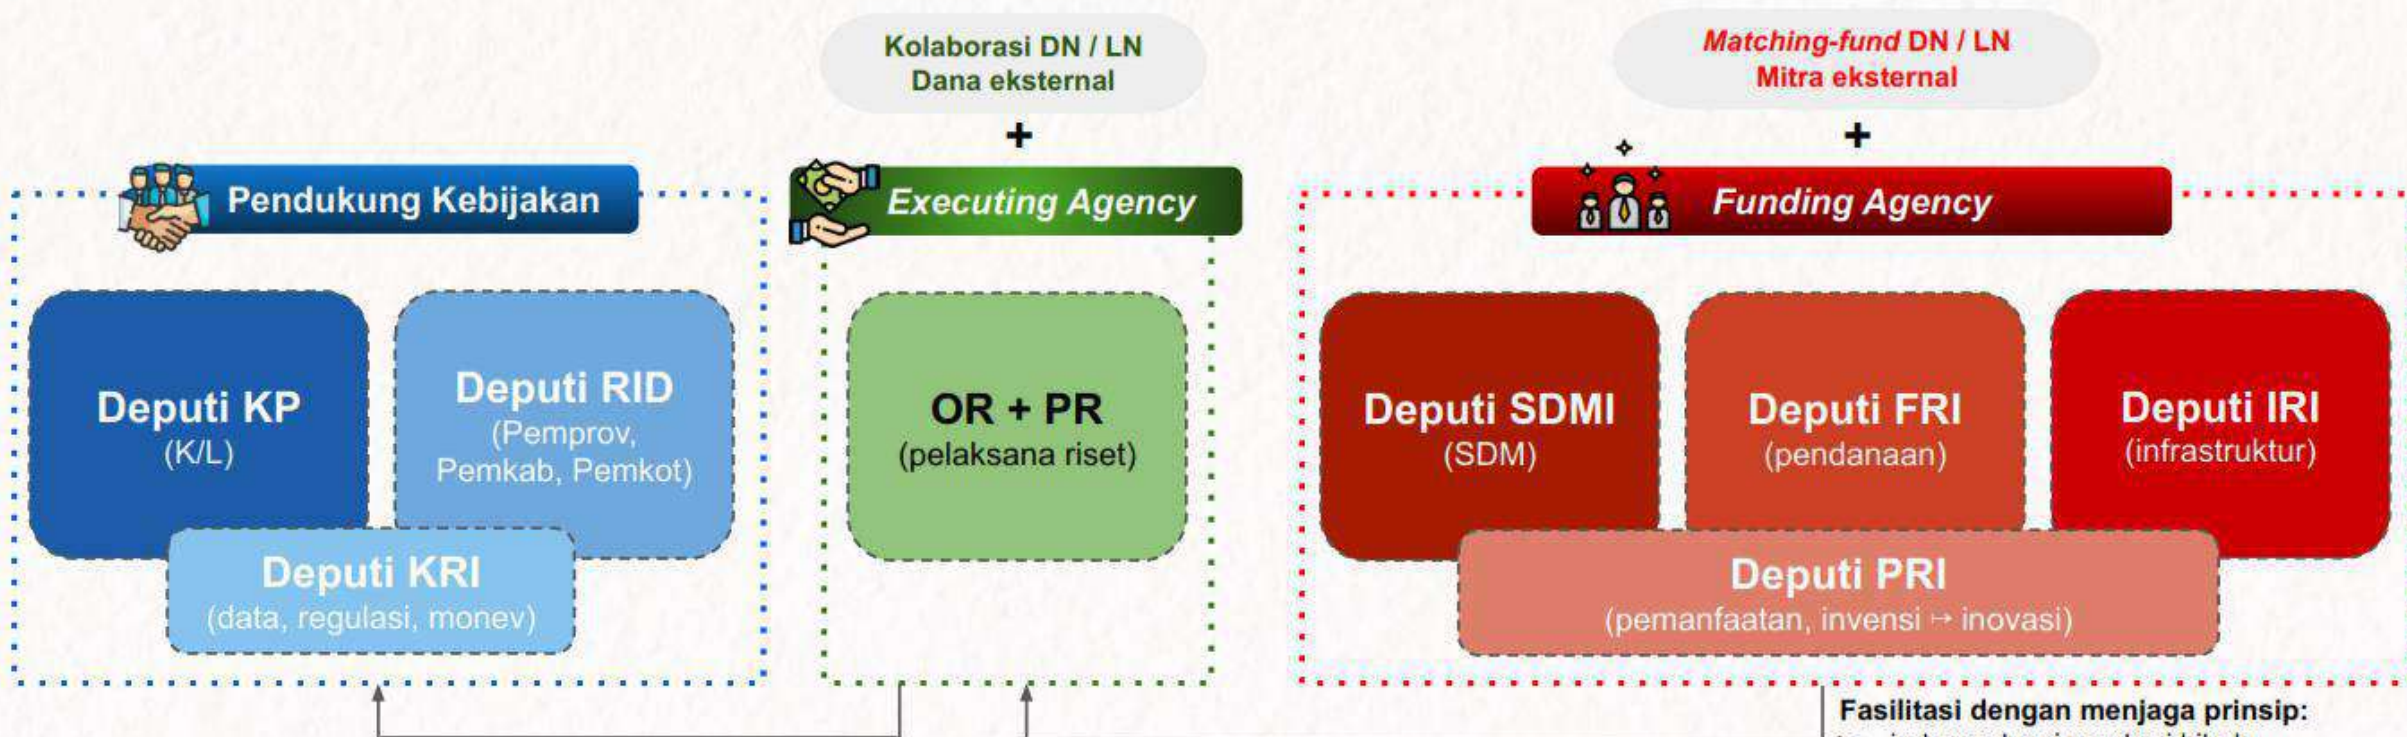 Kolaborasi DN / LN
Dana eksternal
+
Matching-fund DN / LN
Mitra eksternal
+
Pendukung Kebijakan
Executing Agency
Funding Agency
Deputi KP
(K/L)
Deputi RID
(Pemprov,
Pemkab, Pemkot)
Deputi KRI
(data, regulasi, monev)
OR + PR
(pelaksana riset)
Deputi SDMI
(SDM)
Deputi FRI
(pendanaan)
Deputi IRI
(infrastruktur)
Deputi PRI
(pemanfaatan, invensi ↦ inovasi)
Fasilitasi dengan menjaga prinsip: